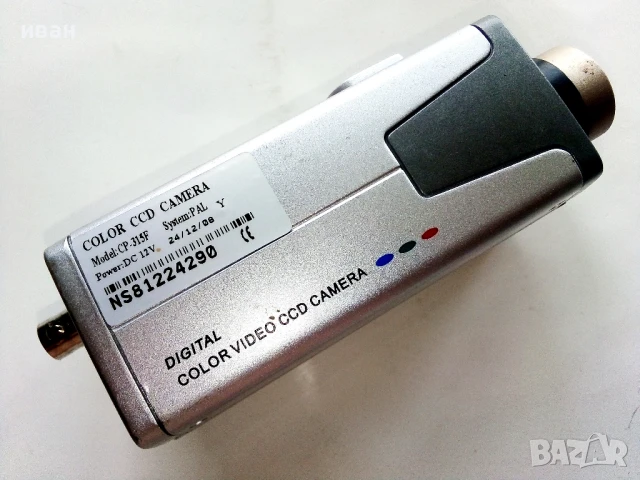 иван
COLOR CCD CAMERA
Model:CP-J15F System:PAL Y
Power:DC 12V 24/12/08
CE
NS81224290
DIGITAL
COLOR VIDEO CCD CAMERA
BAZAR